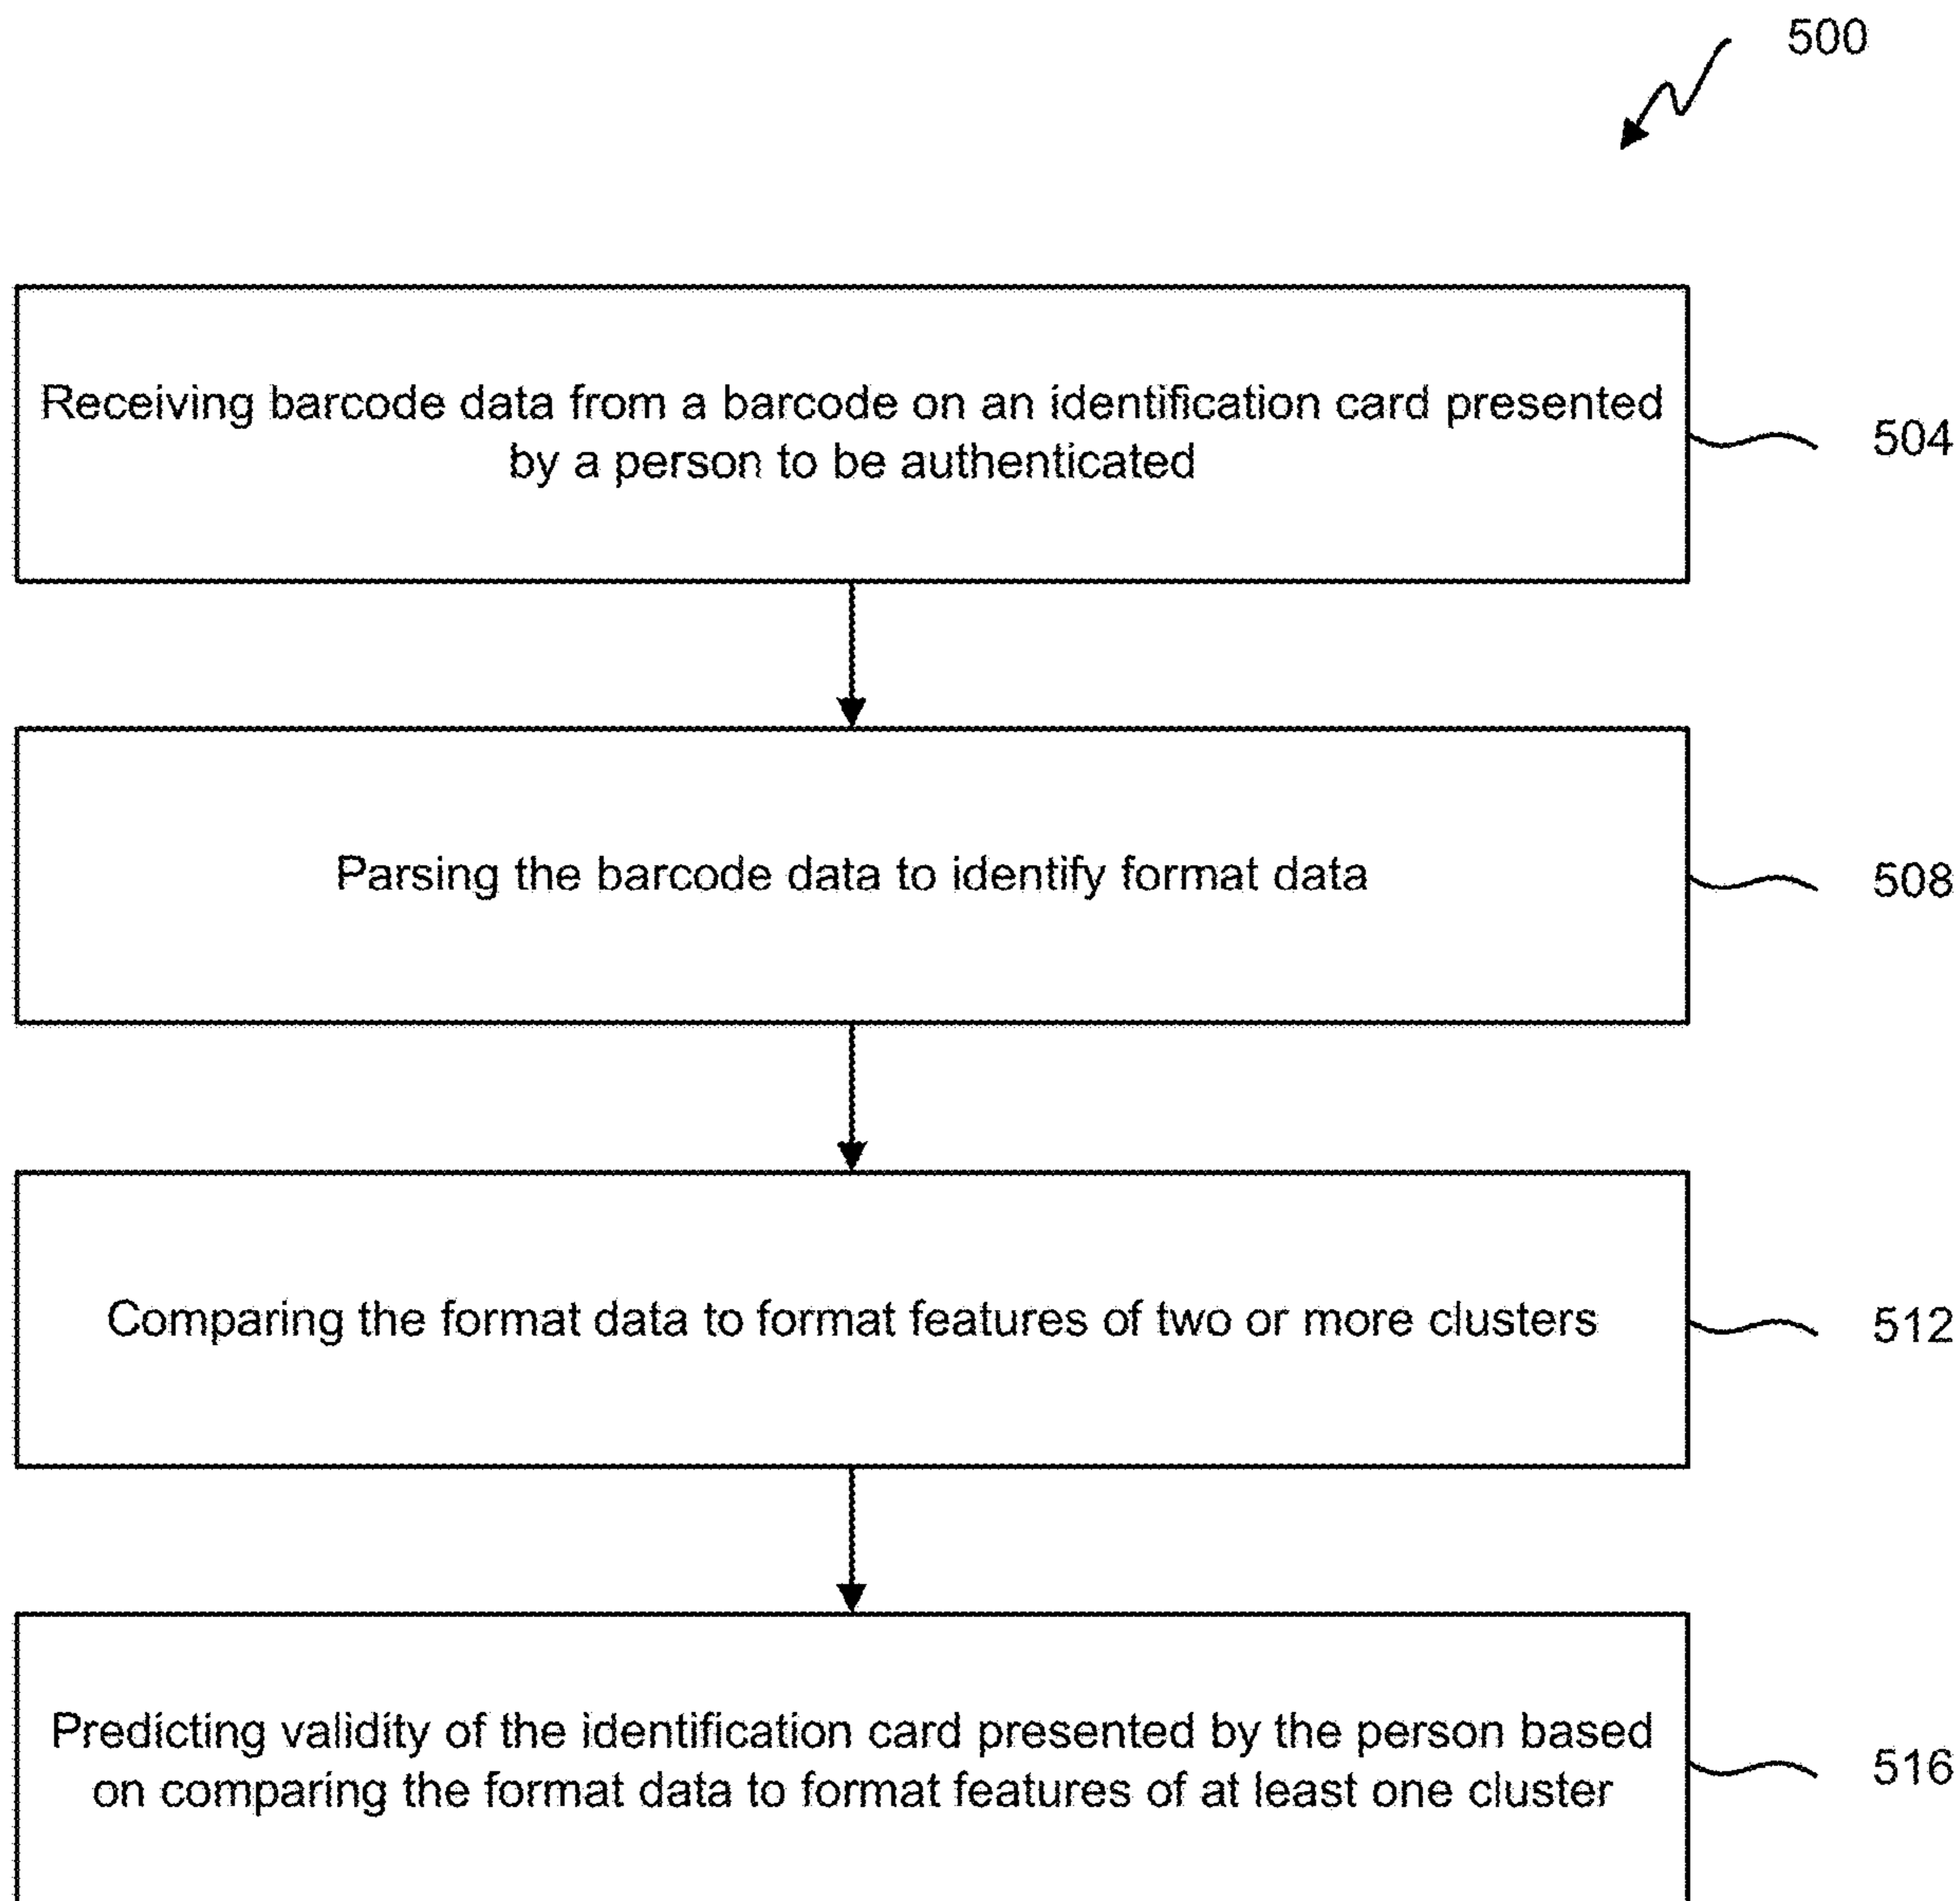 500
Receiving barcode data from a barcode on an identification card presented
by a person to be authenticated
504
Parsing the barcode data to identify format data
508
Comparing the format data to format features of two or more clusters
512
Predicting validity of the identification card presented by the person based
on comparing the format data to format features of at least one cluster
516